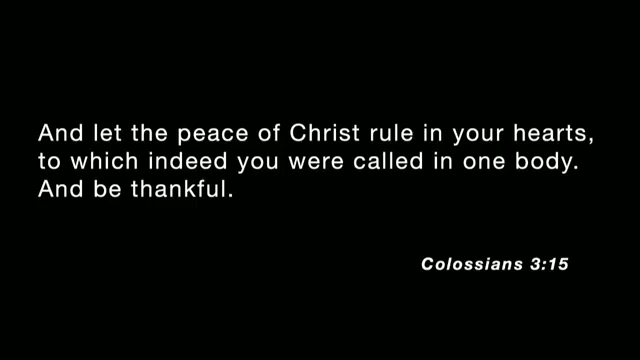 And let the peace of Christ rule in your hearts,
to which indeed you were called in one body.
And be thankful.
Colossians 3:15